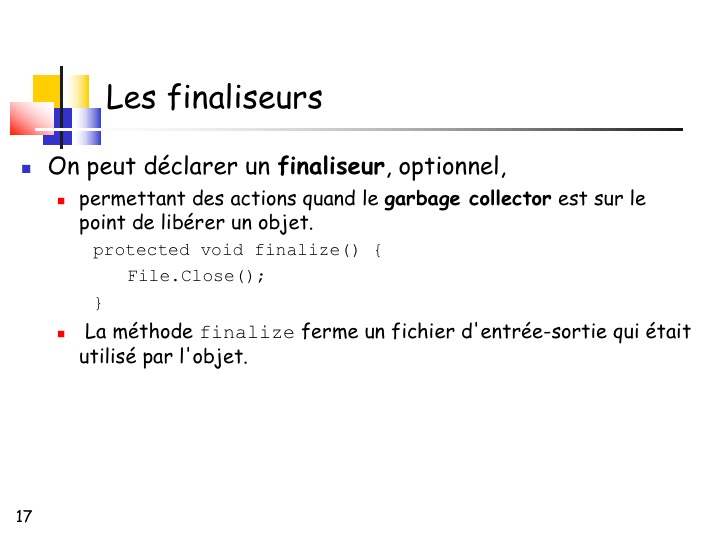 Les finaliseurs
On peut déclarer un finaliseur, optionnel,
permettant des actions quand le garbage collector est sur le
point de libérer un objet.
protected void finalize() {
File.Close();
}
La méthode finalize ferme un fichier d'entrée-sortie qui était
utilisé par l'objet.
17